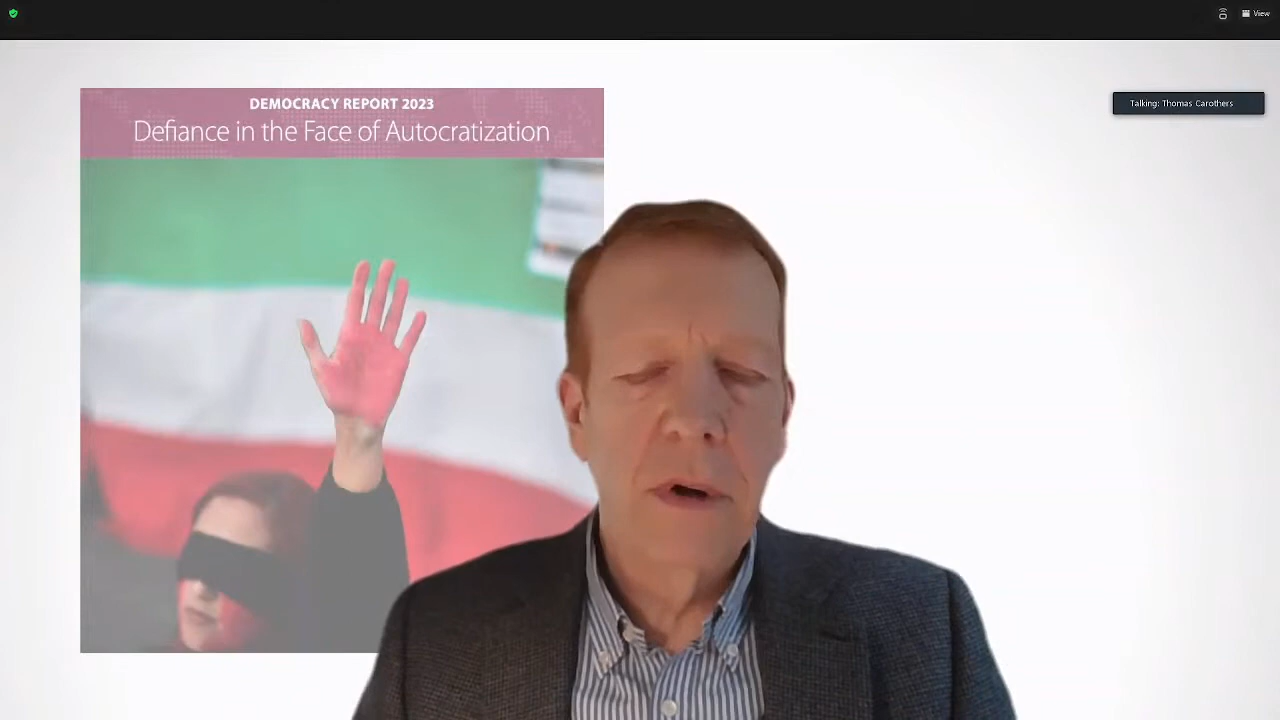 View
DEMOCRACY REPORT 2023
Defiance in the Face of Autocratization
Talking: Thomas Carothers